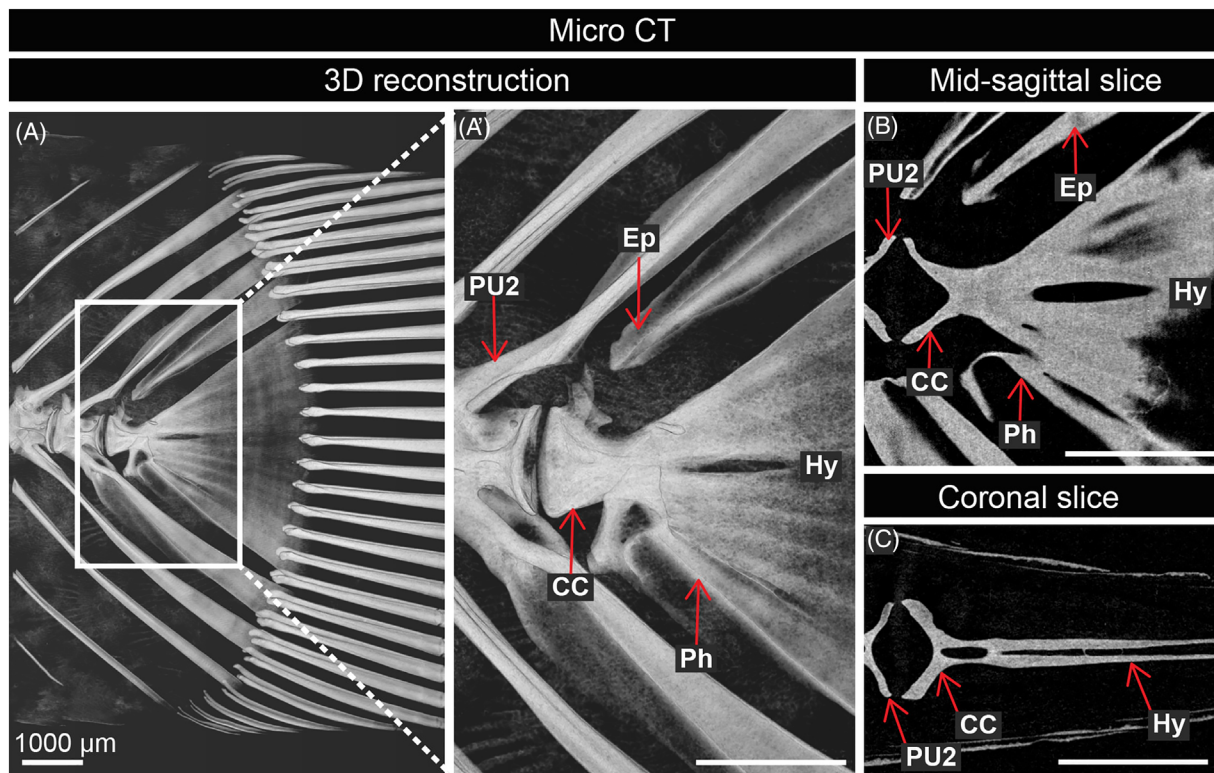 Micro CT
3D reconstruction
Mid-sagittal slice
(A)
(A')
(B)
PU2
Ep
Ep
PU2
Hy
Hy
CC
CC
Ph
Ph
Coronal slice
(C)
CC
Hy
PU2
1000 µm